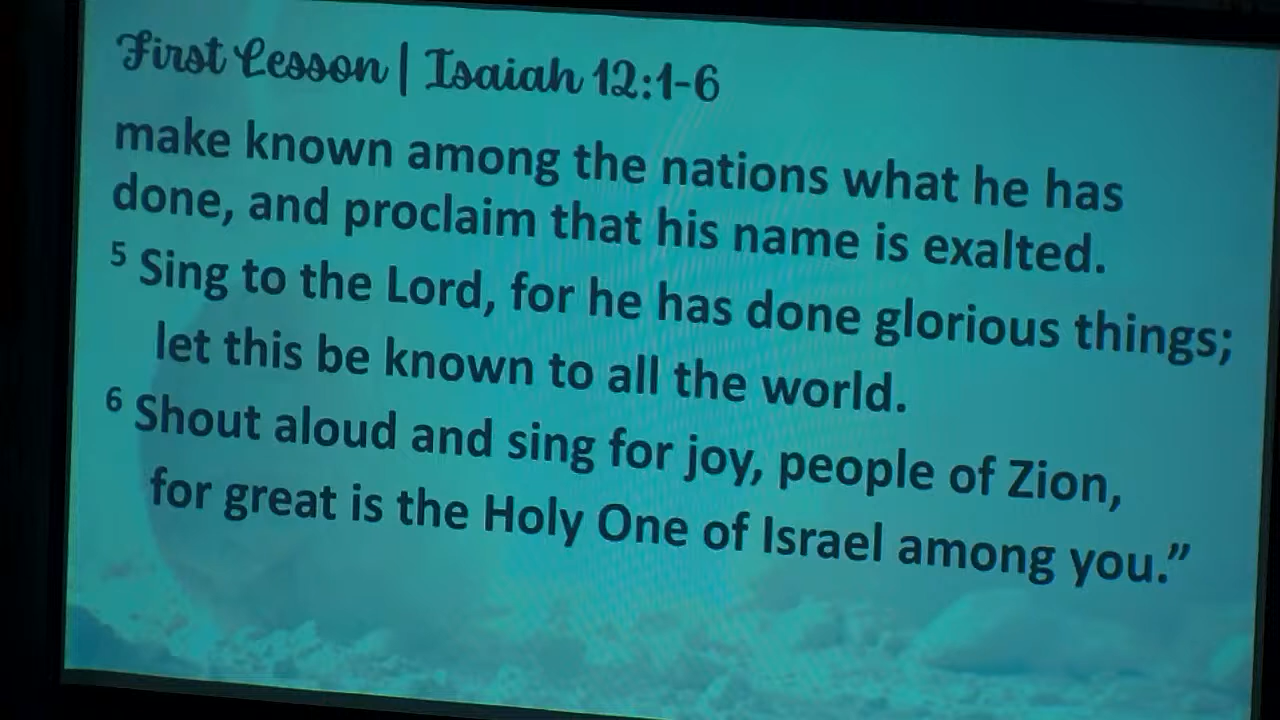 First Lesson | Isaiah 12:1-6
make known among the nations what he has
done, and proclaim that his name is exalted.
5 Sing to the Lord, for he has done glorious things;
let this be known to all the world.
6 Shout aloud and sing for joy, people of Zion,
for great is the Holy One of Israel among you.”